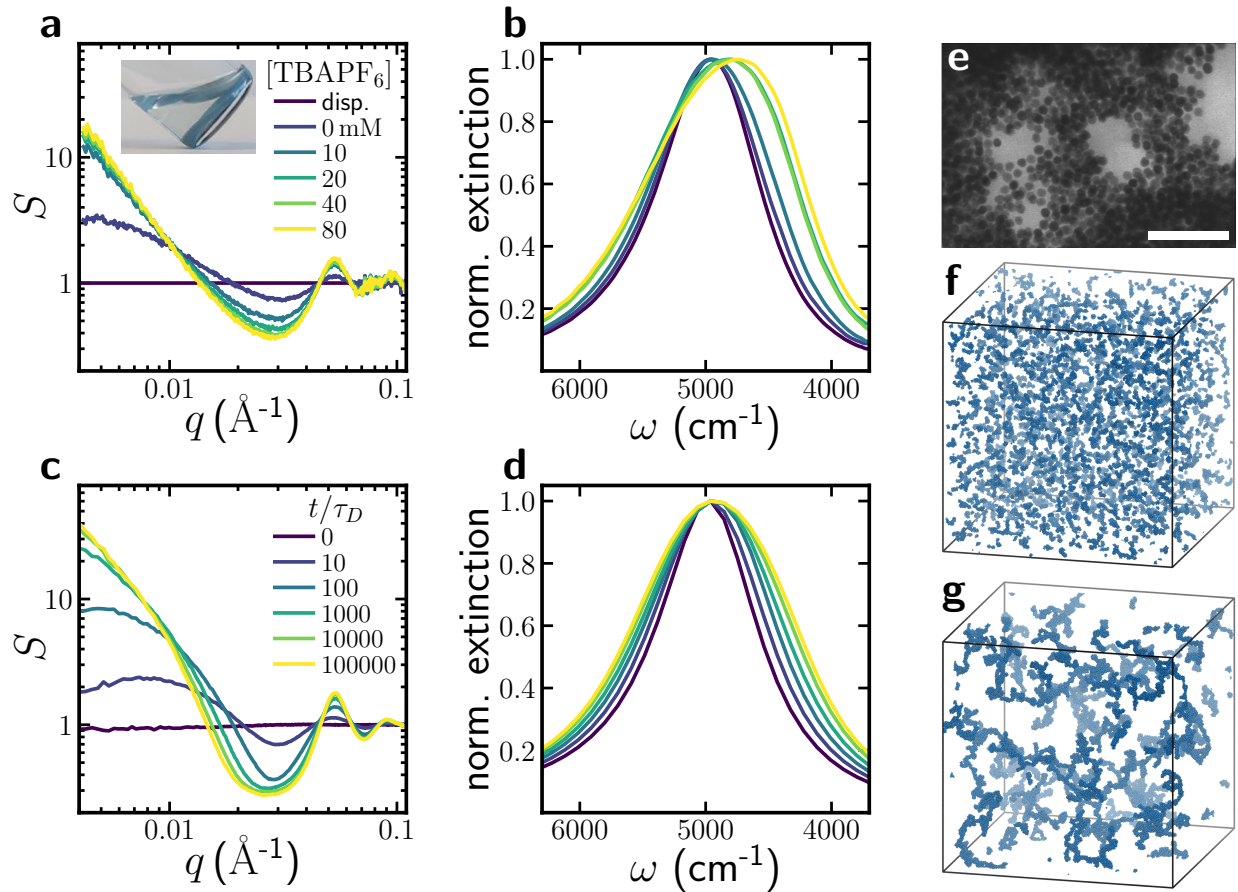 a
S
10
1
0.01
0.1
q (Å-1)
[TBAPF6]
disp.
0 mM
10
20
40
80
b
norm. extinction
1.0
0.8
0.6
0.4
0.2
6000
5000
4000
ω (cm-1)
c
S
10
1
0.01
0.1
q (Å-1)
t/τD
0
10
100
1000
10000
100000
d
norm. extinction
1.0
0.8
0.6
0.4
0.2
6000
5000
4000
ω (cm-1)
e
f
g